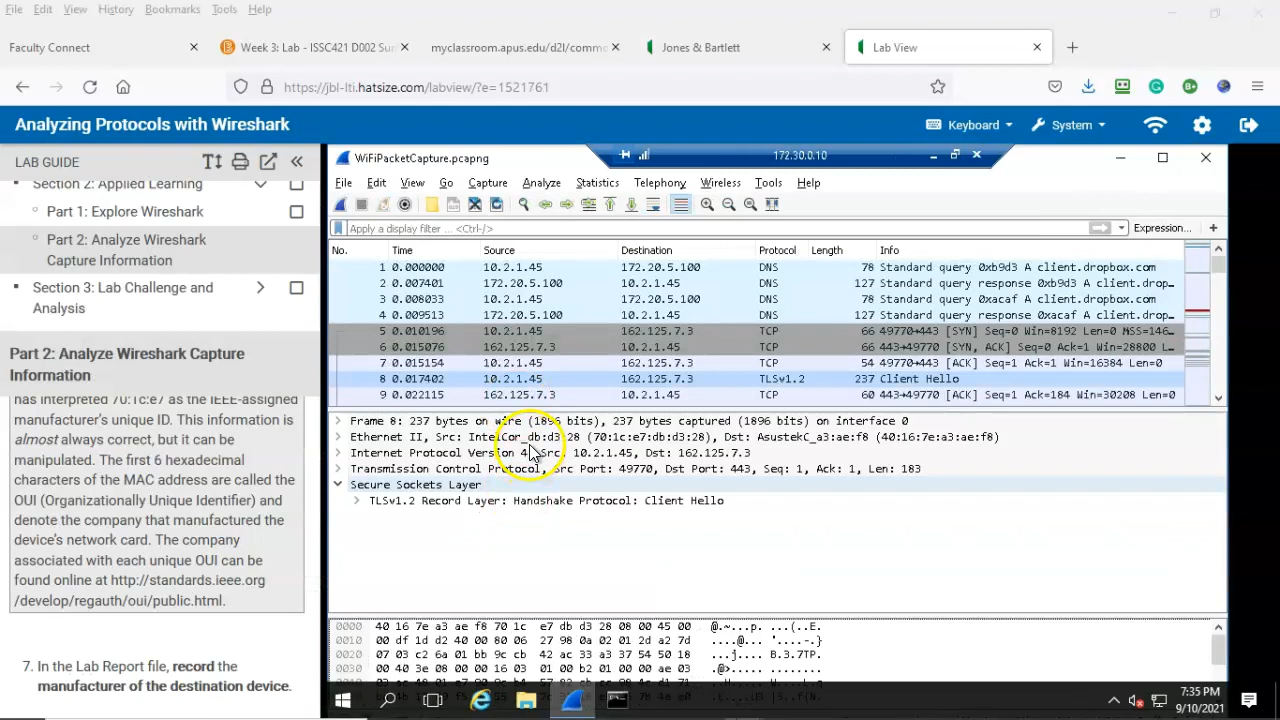 File Edit View History Bookmarks Tools Help
Faculty Connect
Week 3: Lab - ISSC421 D002 Sum
myclassroom.apus.edu/d2l/commo
Jones & Bartlett
Lab View
https://jbl-lti.hatsize.com/labview/?e=1521761
Analyzing Protocols with Wireshark
Keyboard
System
LAB GUIDE
Section 2: Applied Learning
Part 1: Explore Wireshark
Part 2: Analyze Wireshark
Capture Information
Section 3: Lab Challenge and
Analysis
Part 2: Analyze Wireshark Capture
Information
has interpreted 70:1c:e7 as the IEEE-assigned
manufacturer's unique ID. This information is
almost always correct, but it can be
manipulated. The first 6 hexadecimal
characters of the MAC address are called the
OUI (Organizationally Unique Identifier) and
denote the company that manufactured the
device's network card. The company
associated with each unique OUI can be
found online at http://standards.ieee.org
/develop/regauth/oui/public.html.
7. In the Lab Report file, record the
manufacturer of the destination device.
WiFiPacketCapture.pcapng
172.30.0.10
File Edit View Go Capture Analyze Statistics Telephony Wireless Tools Help
Apply a display filter ... <Ctrl-/>
Expression...
No. Time Source Destination Protocol Length Info
1 0.000000 10.2.1.45 172.20.5.100 DNS 78 Standard query 0xb9d3 A client.dropbox.com
2 0.007401 172.20.5.100 10.2.1.45 DNS 127 Standard query response 0xb9d3 A client.drop...
3 0.008033 10.2.1.45 172.20.5.100 DNS 78 Standard query 0xacaf A client.dropbox.com
4 0.009513 172.20.5.100 10.2.1.45 DNS 127 Standard query response 0xacaf A client.drop...
5 0.010196 10.2.1.45 162.125.7.3 TCP 66 49770→443 [SYN] Seq=0 Win=8192 Len=0 MSS=146...
6 0.015076 162.125.7.3 10.2.1.45 TCP 66 443→49770 [SYN, ACK] Seq=0 Ack=1 Win=28800 L...
7 0.015154 10.2.1.45 162.125.7.3 TCP 54 49770→443 [ACK] Seq=1 Ack=1 Win=16384 Len=0
8 0.017402 10.2.1.45 162.125.7.3 TLSv1.2 237 Client Hello
9 0.022115 162.125.7.3 10.2.1.45 TCP 60 443→49770 [ACK] Seq=1 Ack=184 Win=30208 Len=0
Frame 8: 237 bytes on wire (1896 bits), 237 bytes captured (1896 bits) on interface 0
Ethernet II, Src: IntelCor_db:d3:28 (70:1c:e7:db:d3:28), Dst: AsustekC_a3:ae:f8 (40:16:7e:a3:ae:f8)
Internet Protocol Version 4, Src: 10.2.1.45, Dst: 162.125.7.3
Transmission Control Protocol, Src Port: 49770, Dst Port: 443, Seq: 1, Ack: 1, Len: 183
Secure Sockets Layer
TLSv1.2 Record Layer: Handshake Protocol: Client Hello
0000 40 16 7e a3 ae f8 70 1c e7 db d3 28 08 00 45 00 @.~...p. ...(..E.
0010 00 df 1d d2 40 00 80 06 27 98 0a 02 01 2d a2 7d ....@... '....-.}
0020 07 03 c2 6a 01 bb 9c cb 42 ac 33 a3 37 54 50 18 ...j.... B.3.7TP.
0030 00 40 3e 08 00 00 16 03 01 00 b2 01 00 00 ae 03 .@>..... ........
7:35 PM
9/10/2021